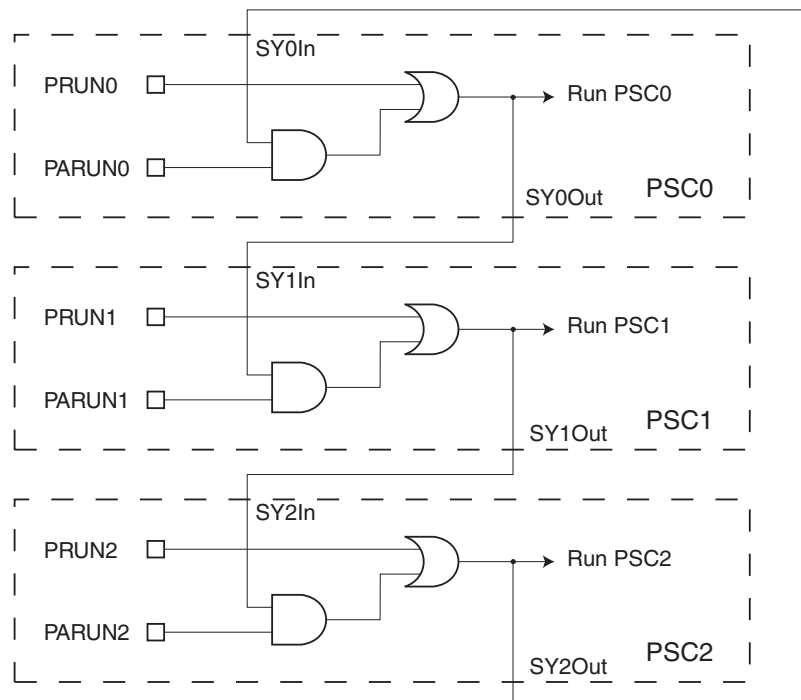 SY0In
PRUN0
Run PSC0
PARUN0
PSC0
SY0Out
SY1In
PRUN1
Run PSC1
PARUN1
PSC1
SY1Out
SY2In
PRUN2
Run PSC2
PARUN2
PSC2
SY2Out